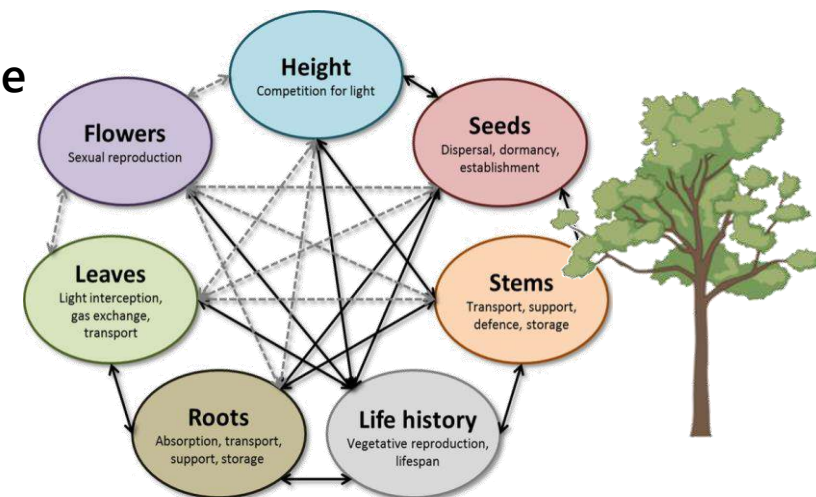 e
Height
Competition for light
Flowers
Sexual reproduction
Seeds
Dispersal, dormancy,
establishment
Leaves
Light interception,
gas exchange,
transport
Stems
Transport, support,
defence, storage
Roots
Absorption, transport,
support, storage
Life history
Vegetative reproduction,
lifespan